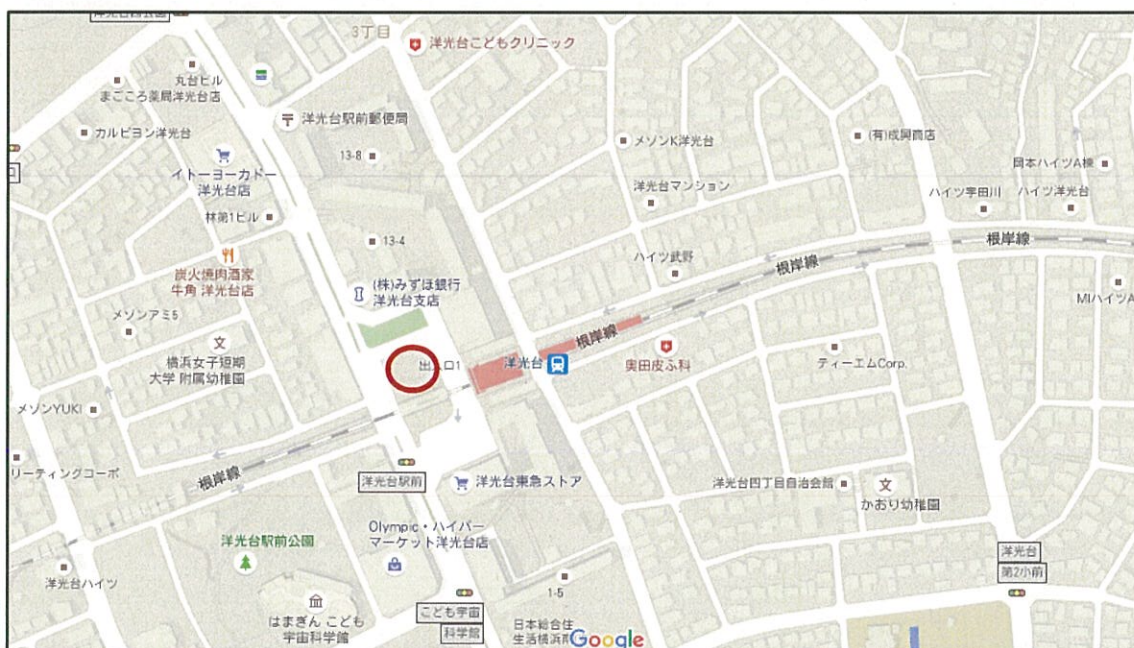 3丁目
洋光台こどもクリニック
丸台ビル
まごころ薬局洋光台店
洋光台駅前郵便局
カルビヨン洋光台
13-8
メゾンK洋光台
(有)成興商店
岡本ハイツA棟
イトーヨーカドー
洋光台店
洋光台マンション
ハイツ宇田川
ハイツ洋光台
林第1ビル
13-4
根岸線
ハイツ武野
根岸線
炭火焼肉酒家
牛角 洋光台店
(株)みずほ銀行
洋光台支店
MIハイツA
メゾンアミ5
根岸線
横浜女子短期
大学 附属幼稚園
出入口1
洋光台
奥田皮ふ科
ティーエムCorp.
メゾンYUKI
リーティングコーポ
根岸線
洋光台駅前
洋光台東急ストア
洋光台四丁目自治会館
かおり幼稚園
Olympic・ハイパー
マーケット洋光台店
洋光台駅前公園
洋光台
第2小前
洋光台ハイツ
1-5
はまぎん こども
宇宙科学館
こども宇宙
科学館
日本総合住
生活横浜南
Google